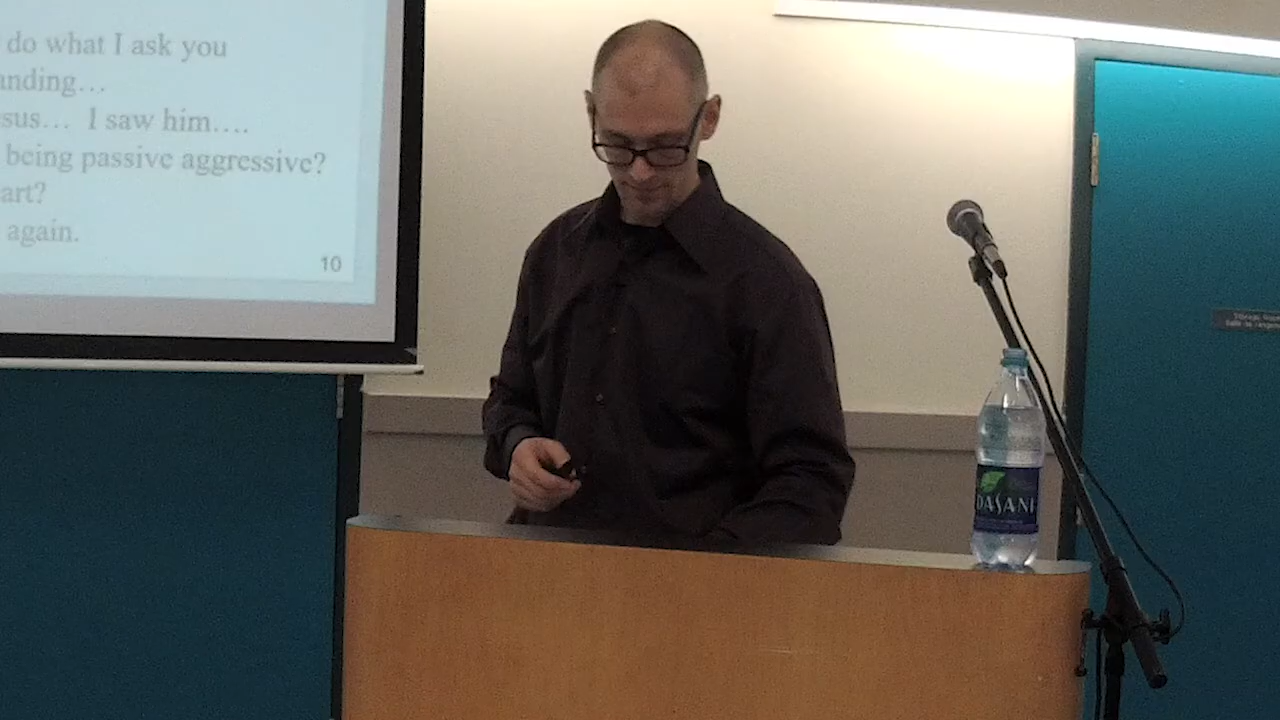 do what I ask you
anding…
sus… I saw him….
being passive aggressive?
art?
again.
10
DASANI